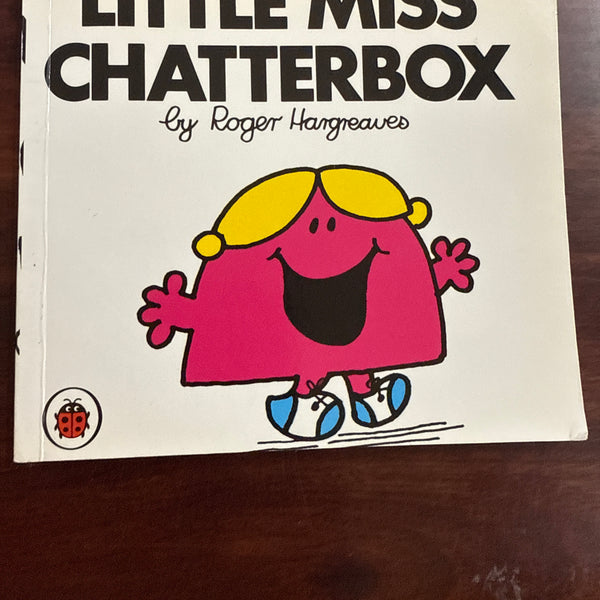 LITTLE MISS
CHATTERBOX
by Roger Hargreaves